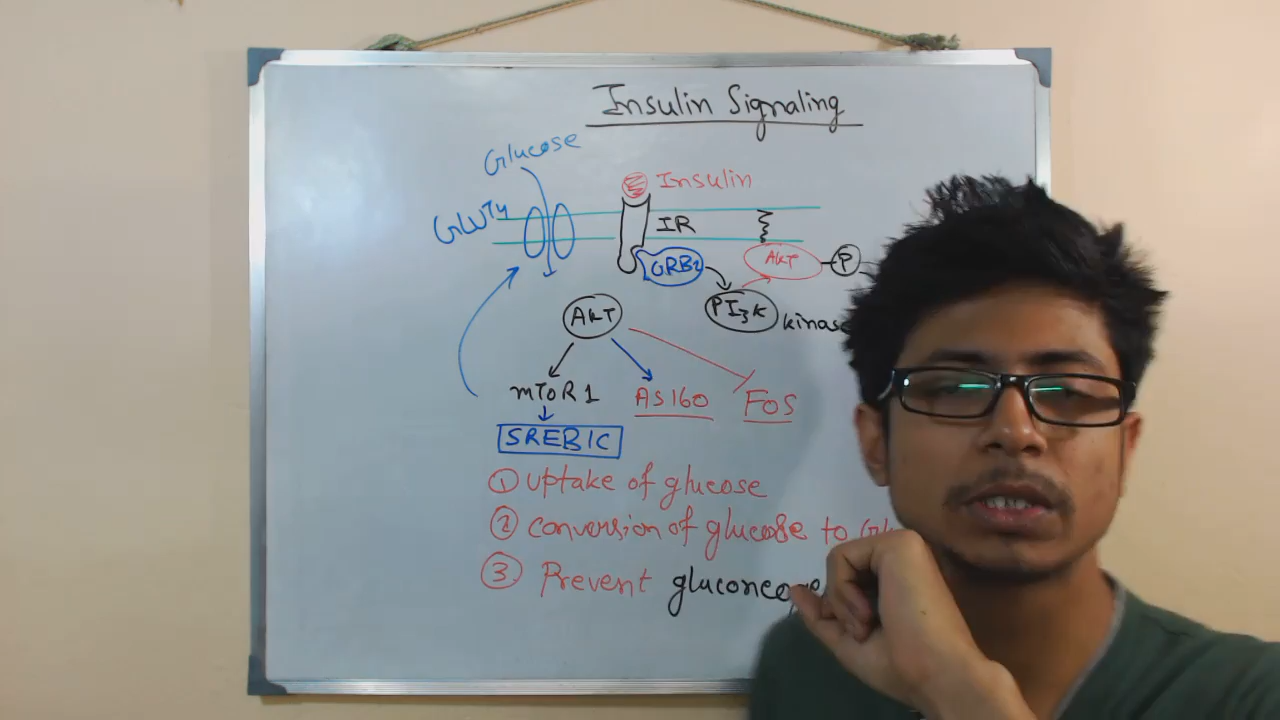 Insulin Signaling
Glucose
Insulin
GLUT4
IR
GRB2
AKT
P
PI3K
kinase
AKT
mTOR1
AS160
FOS
SREB1C
① uptake of glucose
② conversion of glucose to
③ Prevent